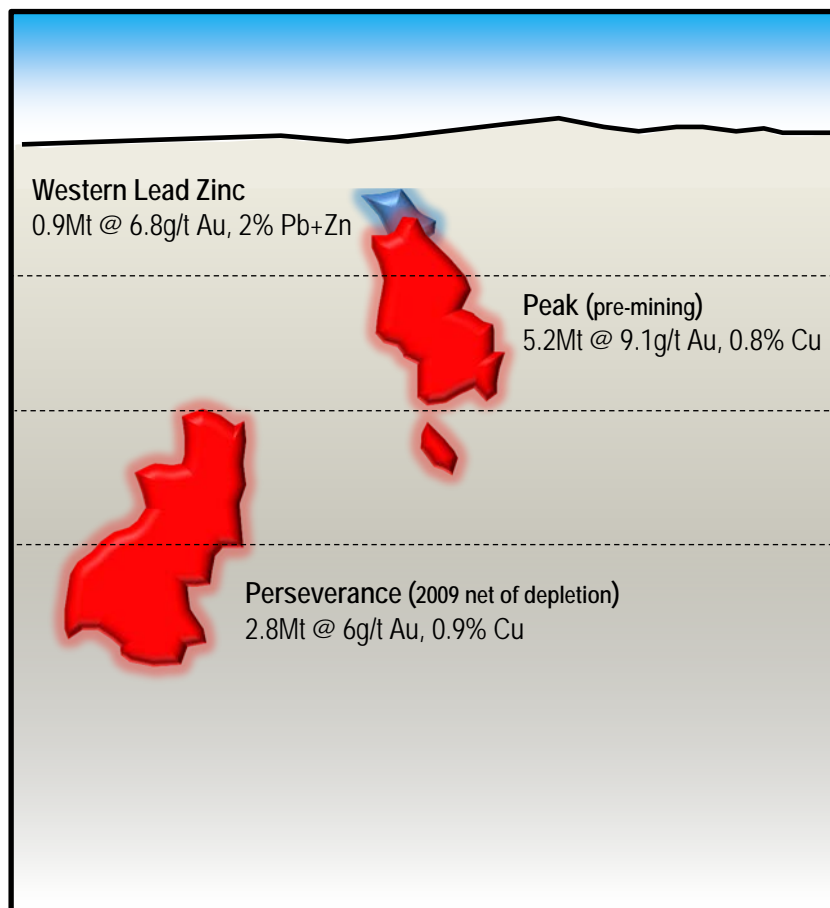 Western Lead Zinc
0.9Mt @ 6.8g/t Au, 2% Pb+Zn
Peak (pre-mining)
5.2Mt @ 9.1g/t Au, 0.8% Cu
Perseverance (2009 net of depletion)
2.8Mt @ 6g/t Au, 0.9% Cu